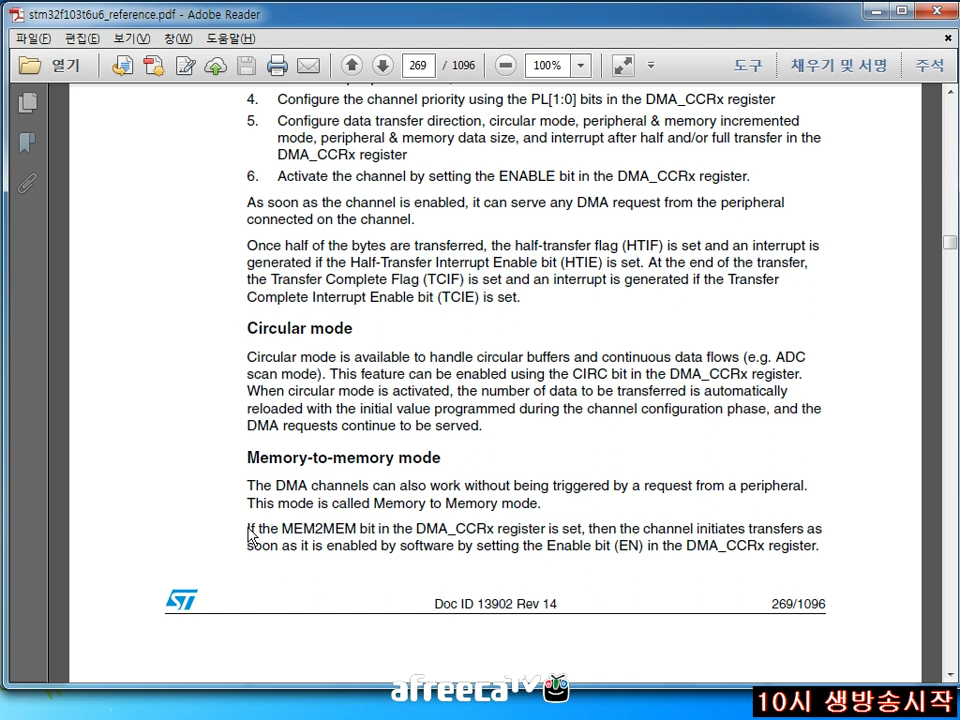 stm32f103t6u6_reference.pdf - Adobe Reader
파일(F) 편집(E) 보기(V) 창(W) 도움말(H)
열기 269 / 1096 100% 도구 채우기 및 서명 주석
4. Configure the channel priority using the PL[1:0] bits in the DMA_CCRx register
5. Configure data transfer direction, circular mode, peripheral & memory incremented
mode, peripheral & memory data size, and interrupt after half and/or full transfer in the
DMA_CCRx register
6. Activate the channel by setting the ENABLE bit in the DMA_CCRx register.
As soon as the channel is enabled, it can serve any DMA request from the peripheral
connected on the channel.
Once half of the bytes are transferred, the half-transfer flag (HTIF) is set and an interrupt is
generated if the Half-Transfer Interrupt Enable bit (HTIE) is set. At the end of the transfer,
the Transfer Complete Flag (TCIF) is set and an interrupt is generated if the Transfer
Complete Interrupt Enable bit (TCIE) is set.
Circular mode
Circular mode is available to handle circular buffers and continuous data flows (e.g. ADC
scan mode). This feature can be enabled using the CIRC bit in the DMA_CCRx register.
When circular mode is activated, the number of data to be transferred is automatically
reloaded with the initial value programmed during the channel configuration phase, and the
DMA requests continue to be served.
Memory-to-memory mode
The DMA channels can also work without being triggered by a request from a peripheral.
This mode is called Memory to Memory mode.
If the MEM2MEM bit in the DMA_CCRx register is set, then the channel initiates transfers as
soon as it is enabled by software by setting the Enable bit (EN) in the DMA_CCRx register.
ST Doc ID 13902 Rev 14 269/1096
afreecaTV
10시 생방송시작